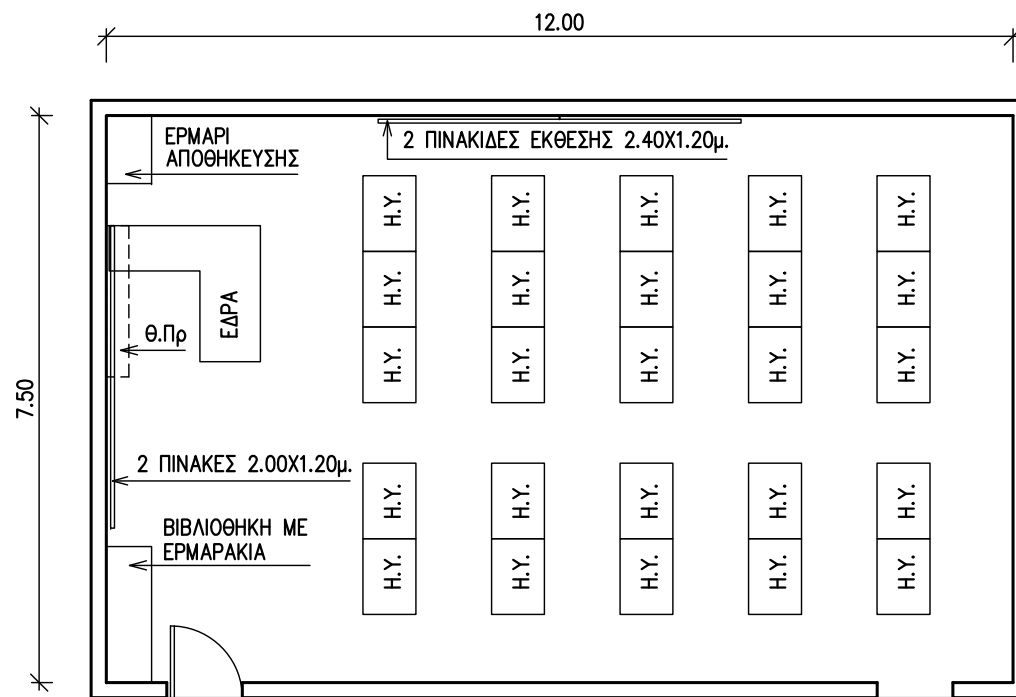 12.00
ΕΡΜΑΡΙ
ΑΠΟΘΗΚΕΥΣΗΣ
2 ΠΙΝΑΚΙΔΕΣ ΕΚΘΕΣΗΣ 2.40Χ1.20μ.
Η.Υ. Η.Υ. Η.Υ. Η.Υ. Η.Υ.
Η.Υ. Η.Υ. Η.Υ. Η.Υ. Η.Υ.
ΕΔΡΑ
Θ.Πρ
Η.Υ. Η.Υ. Η.Υ. Η.Υ. Η.Υ.
7.50
2 ΠΙΝΑΚΕΣ 2.00Χ1.20μ.
Η.Υ. Η.Υ. Η.Υ. Η.Υ. Η.Υ.
ΒΙΒΛΙΟΘΗΚΗ ΜΕ
ΕΡΜΑΡΑΚΙΑ
Η.Υ. Η.Υ. Η.Υ. Η.Υ. Η.Υ.